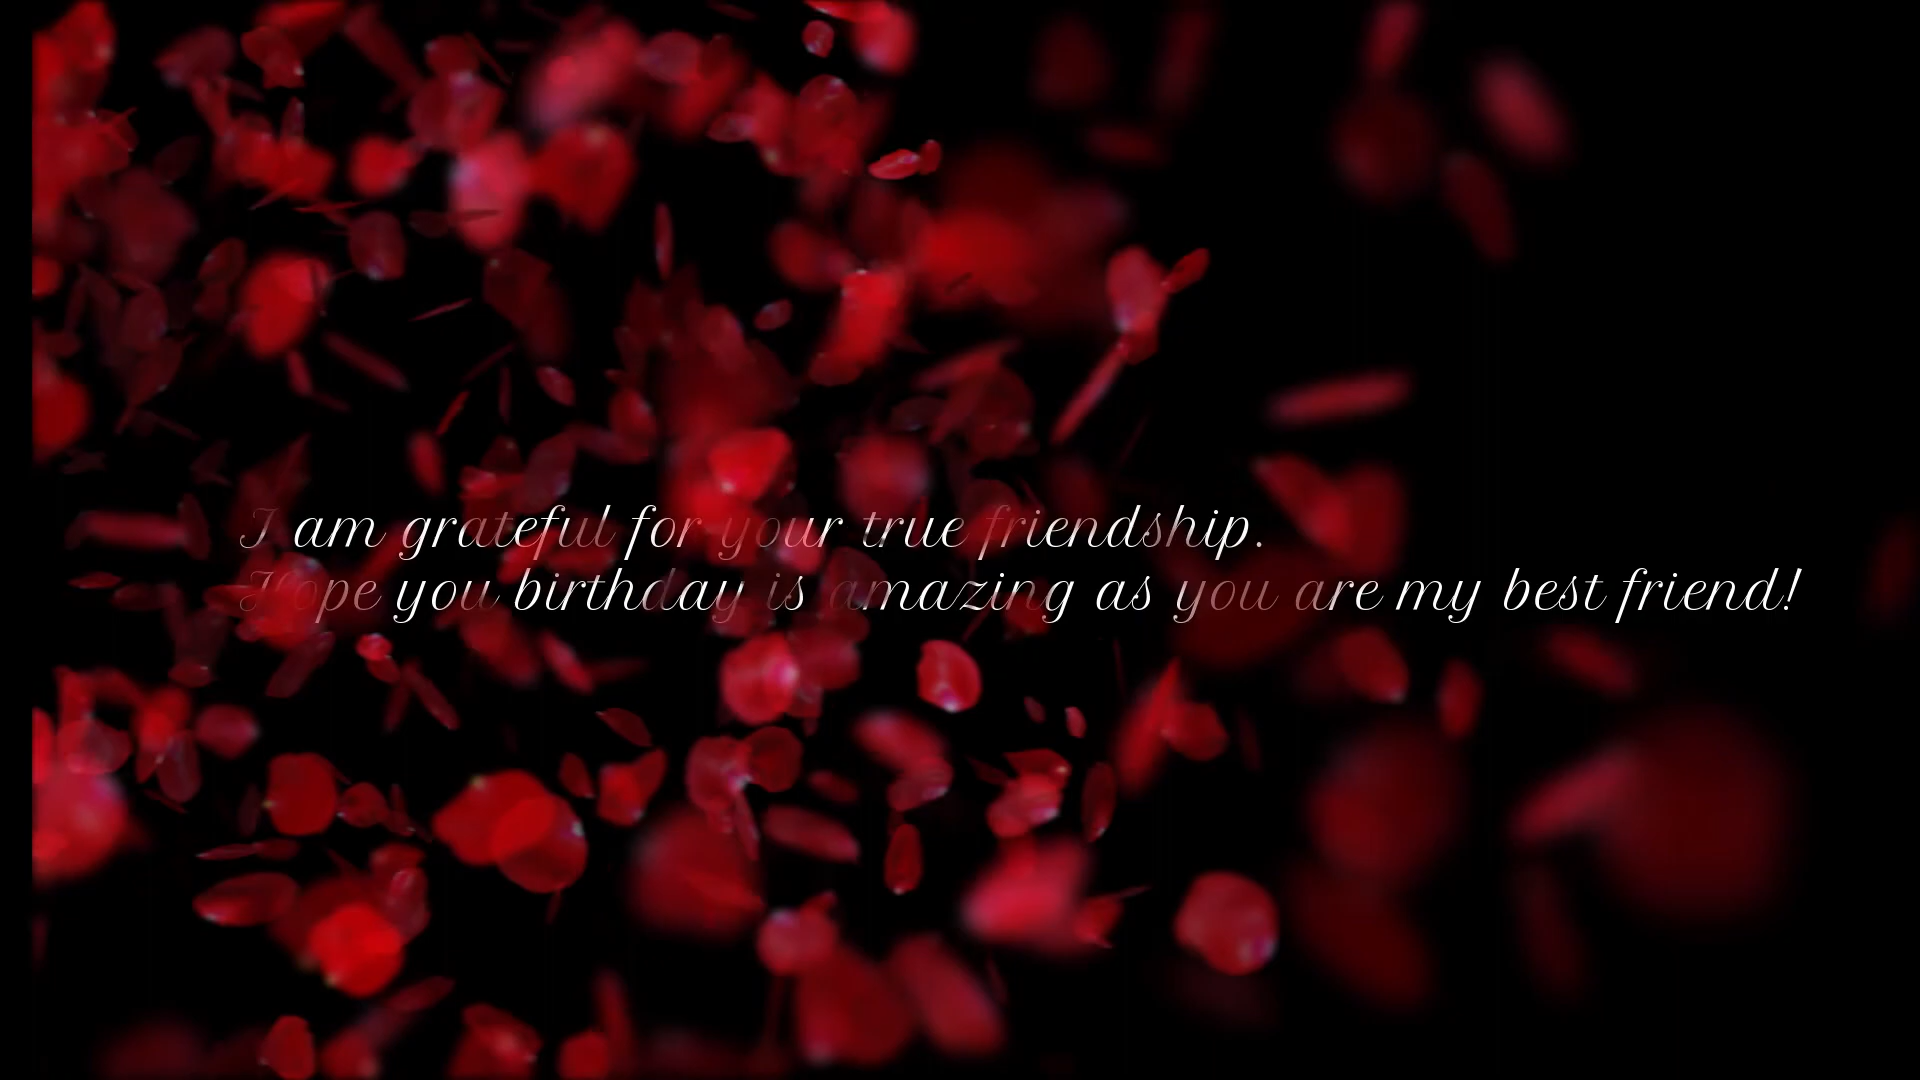 I am grateful for your true friendship.
Hope you birthday is amazing as you are my best friend!